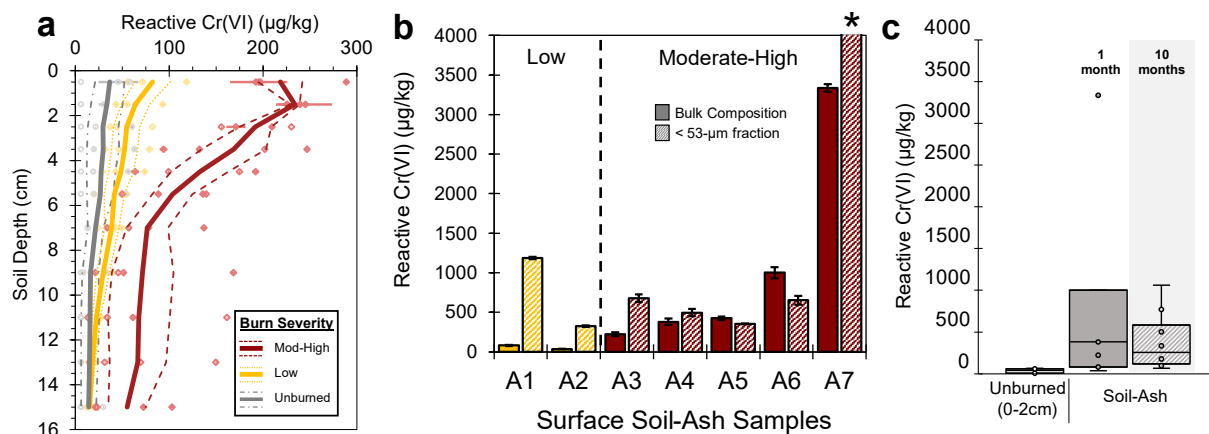 a
Reactive Cr(VI) (µg/kg)
0 100 200 300
Soil Depth (cm)
0
2
4
6
8
10
12
14
16
Burn Severity
Mod-High
Low
Unburned
b
*
Reactive Cr(VI) (µg/kg)
4000
3500
3000
2500
2000
1500
1000
500
0
Low Moderate-High
Bulk Composition
< 53-µm fraction
A1 A2 A3 A4 A5 A6 A7
Surface Soil-Ash Samples
c
Reactive Cr(VI) (µg/kg)
4000
3500
3000
2500
2000
1500
1000
500
0
1 10
month months
Unburned Soil-Ash
(0-2cm)